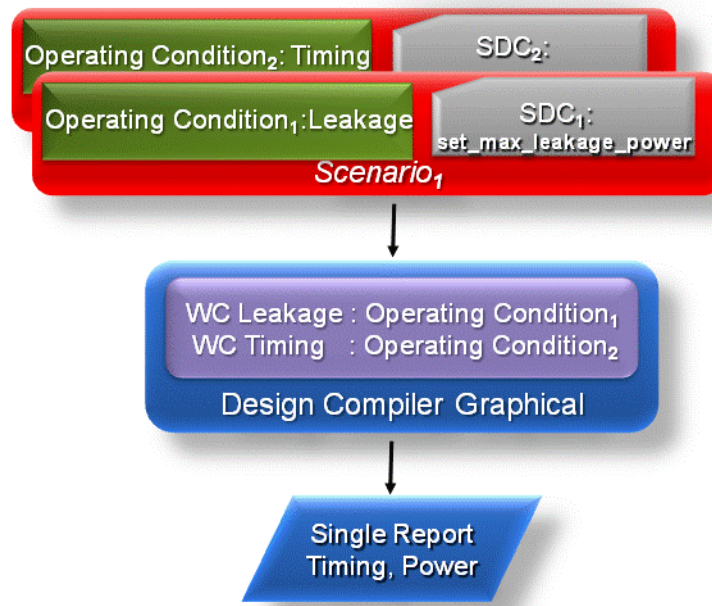 Operating Condition₂: Timing
SDC₂:
Operating Condition₁:Leakage
SDC₁:
set_max_leakage_power
Scenario₁
WC Leakage : Operating Condition₁
WC Timing : Operating Condition₂
Design Compiler Graphical
Single Report
Timing, Power